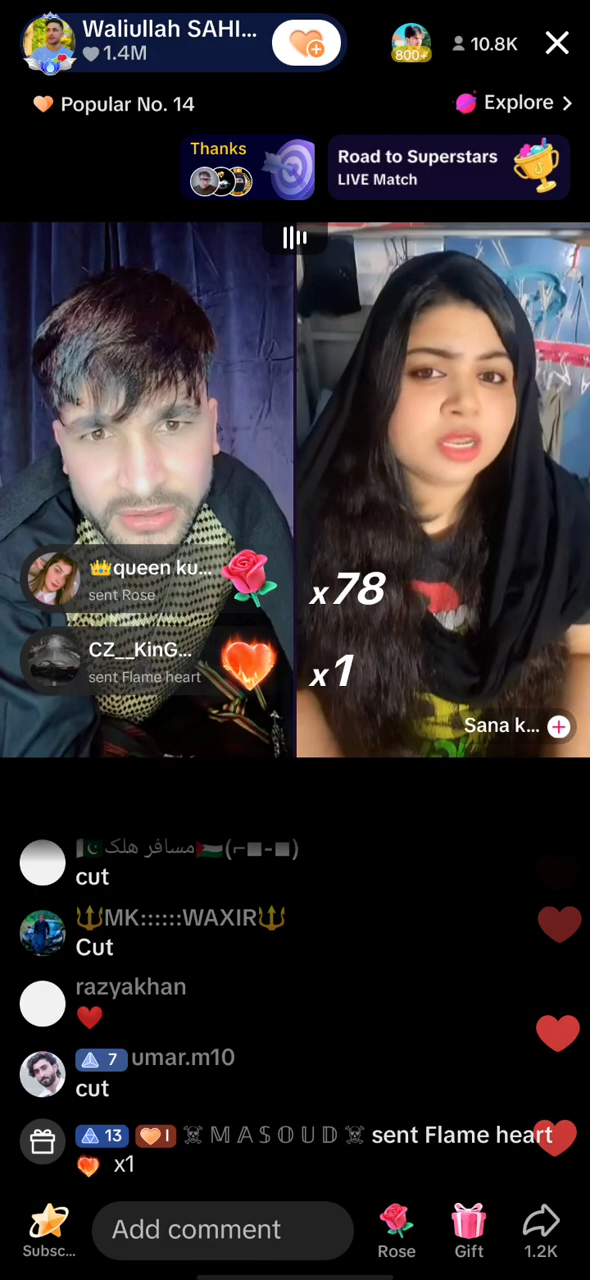 Waliullah SAHI...
1.4M
800+
10.8K
Popular No. 14
Explore
Thanks
Road to Superstars
LIVE Match
👑queen ku...
sent Rose
x78
CZ__KinG...
sent Flame heart
x1
Sana k...
🇵🇰مسافر هلک🇵🇸(⌐■-■)
cut
🔱MK::::::WAXIR🔱
Cut
razyakhan
❤️
7 umar.m10
cut
13 I ☠️ 𝕄 𝔸 𝕊 𝕆 𝕌 𝔻 ☠️ sent Flame heart
x1
Subsc...
Add comment
Rose
Gift
1.2K